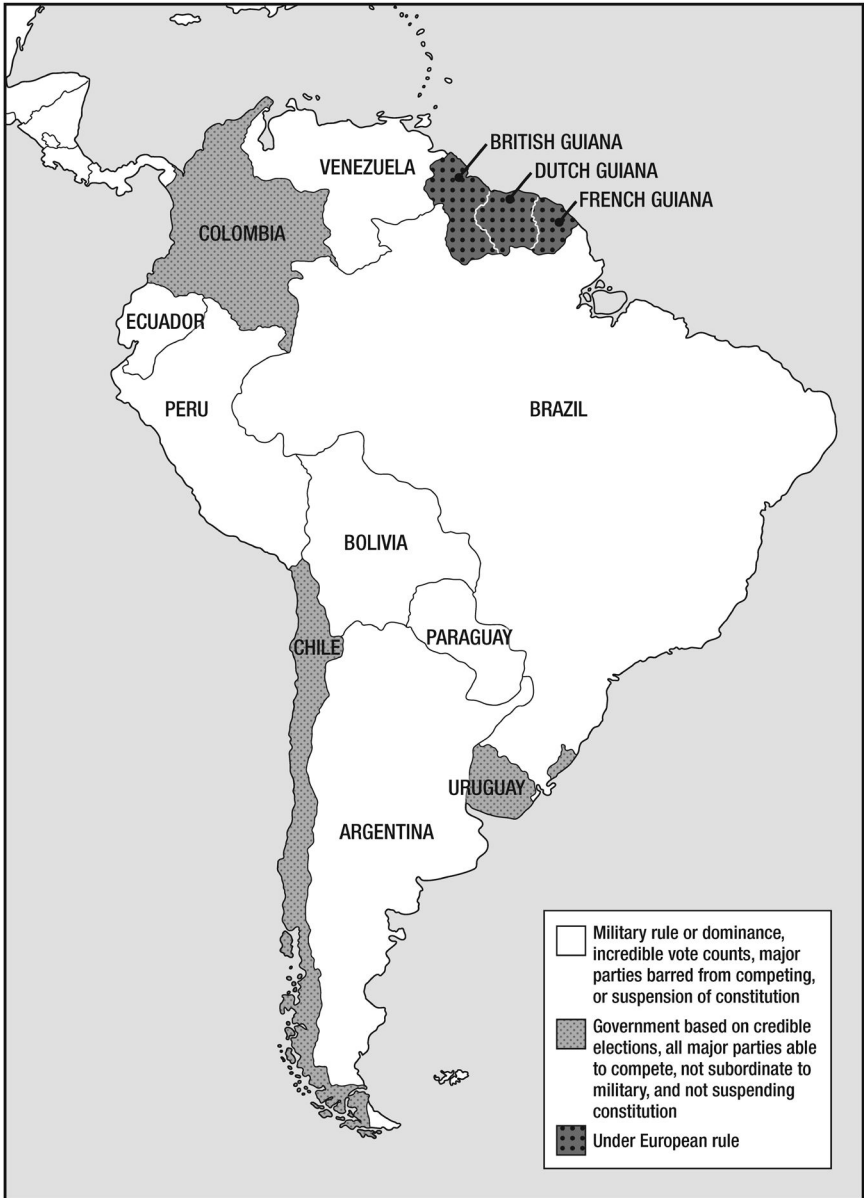 BRITISH GUIANA
DUTCH GUIANA
FRENCH GUIANA
VENEZUELA
COLOMBIA
ECUADOR
PERU
BRAZIL
BOLIVIA
CHILE
PARAGUAY
URUGUAY
ARGENTINA
Military rule or dominance,
incredible vote counts, major
parties barred from competing,
or suspension of constitution
Government based on credible
elections, all major parties able
to compete, not subordinate to
military, and not suspending
constitution
Under European rule